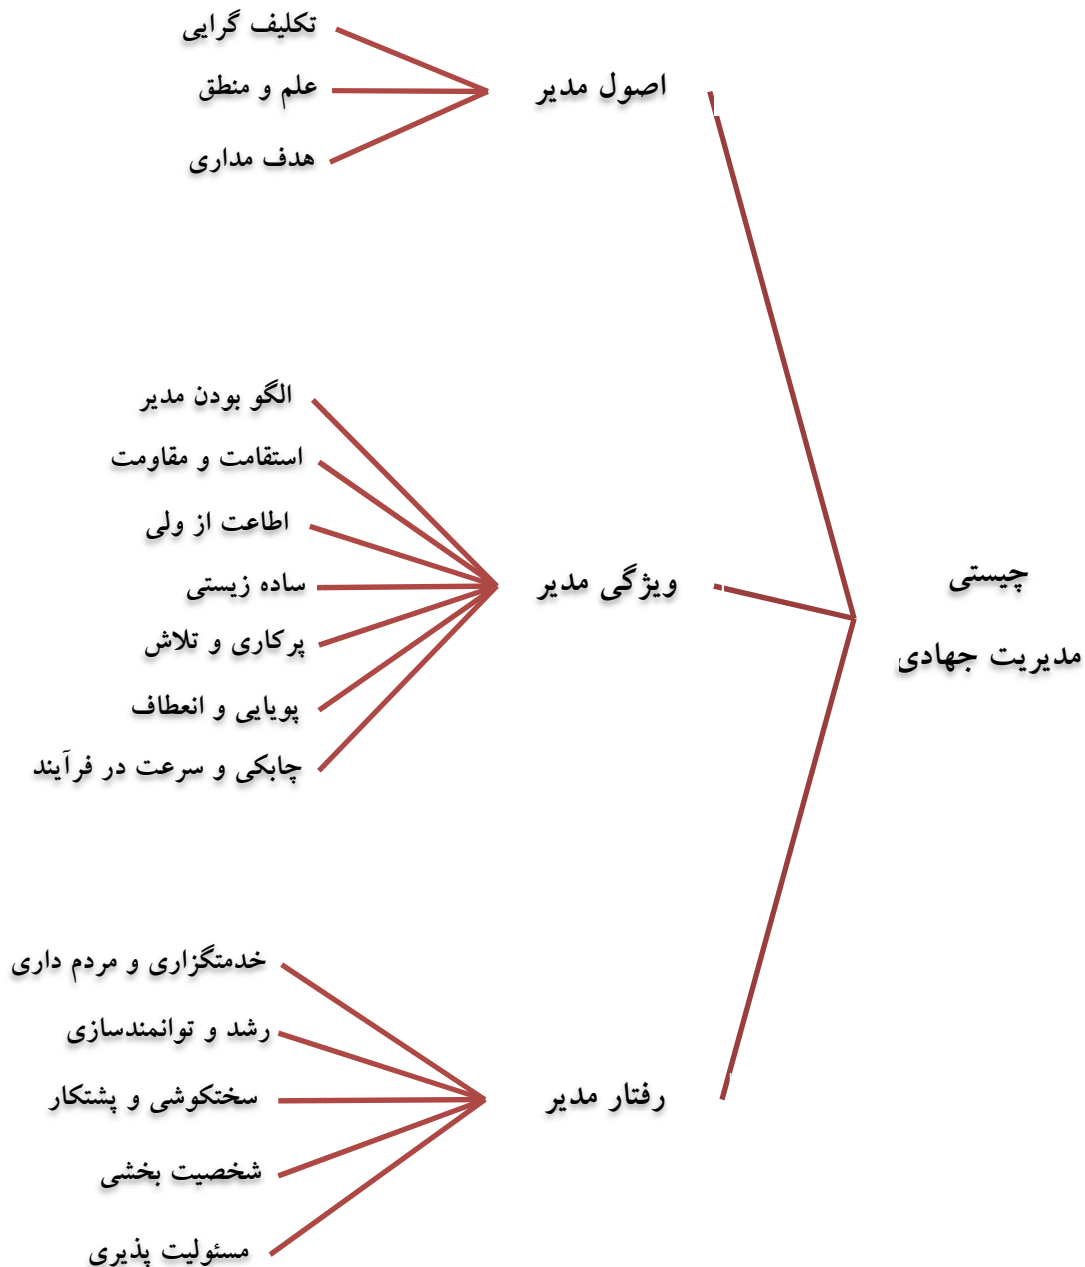 چیستی
مدیریت جهادی
اصول مدیر
تکلیف گرایی
علم و منطق
هدف مداری
ویژگی مدیر
الگو بودن مدیر
استقامت و مقاومت
اطاعت از ولی
ساده زیستی
پرکاری و تلاش
پویایی و انعطاف
چابکی و سرعت در فرآیند
رفتار مدیر
خدمتگزاری و مردم داری
رشد و توانمندسازی
سختکوشی و پشتکار
شخصیت بخشی
مسئولیت پذیری